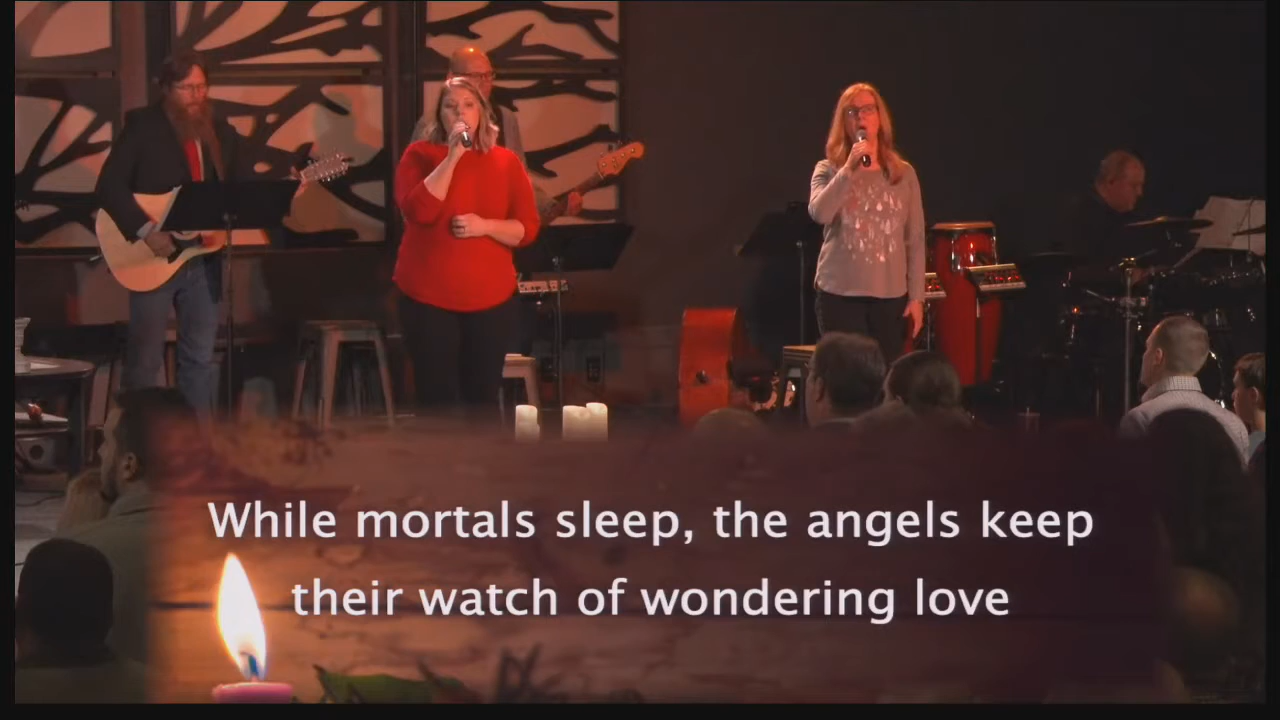 While mortals sleep, the angels keep
their watch of wondering love